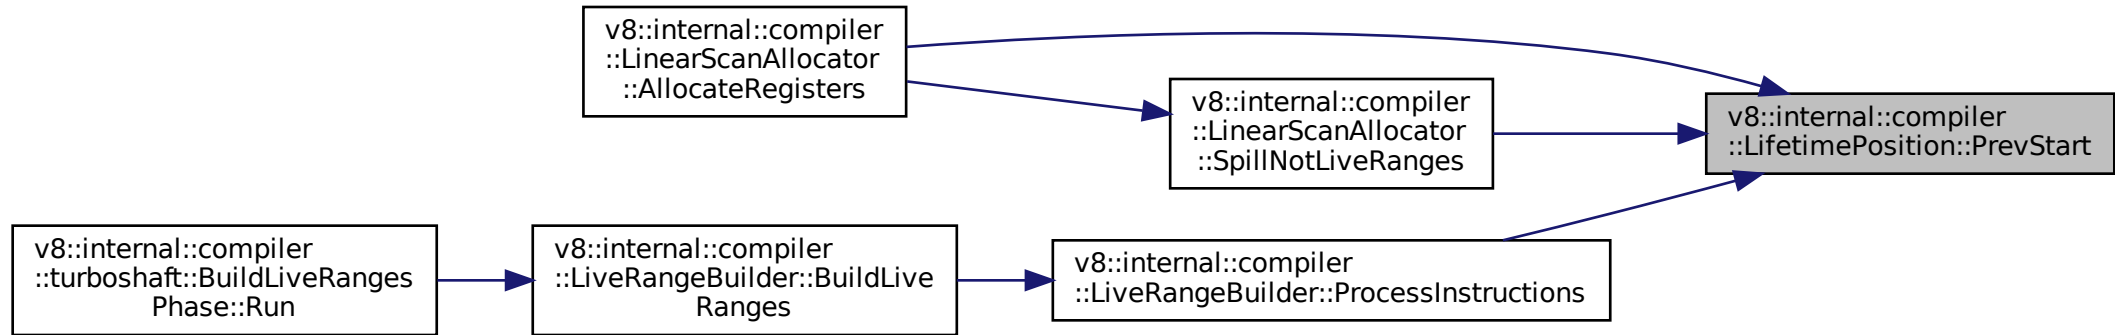 v8::internal::compiler
::LinearScanAllocator
::AllocateRegisters
v8::internal::compiler
::LinearScanAllocator
::SpillNotLiveRanges
v8::internal::compiler
::LifetimePosition::PrevStart
v8::internal::compiler
::turboshaft::BuildLiveRanges
Phase::Run
v8::internal::compiler
::LiveRangeBuilder::BuildLive
Ranges
v8::internal::compiler
::LiveRangeBuilder::ProcessInstructions